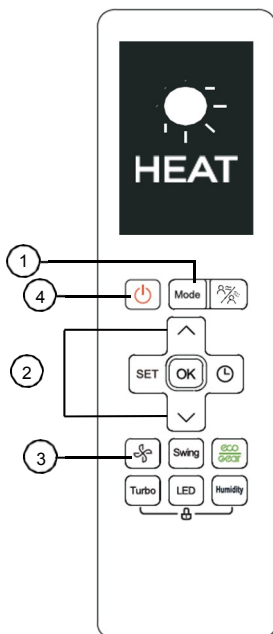 HEAT
1
4
Mode
2
SET OK
3
Swing
eco
GEAR
Turbo LED Humidity